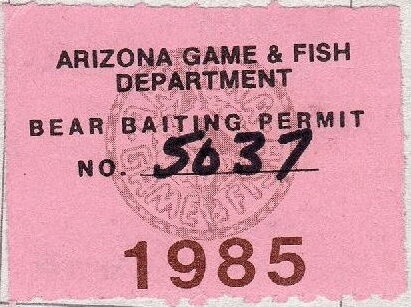 ARIZONA GAME & FISH
DEPARTMENT
BEAR BAITING PERMIT
NO. 5037
1985